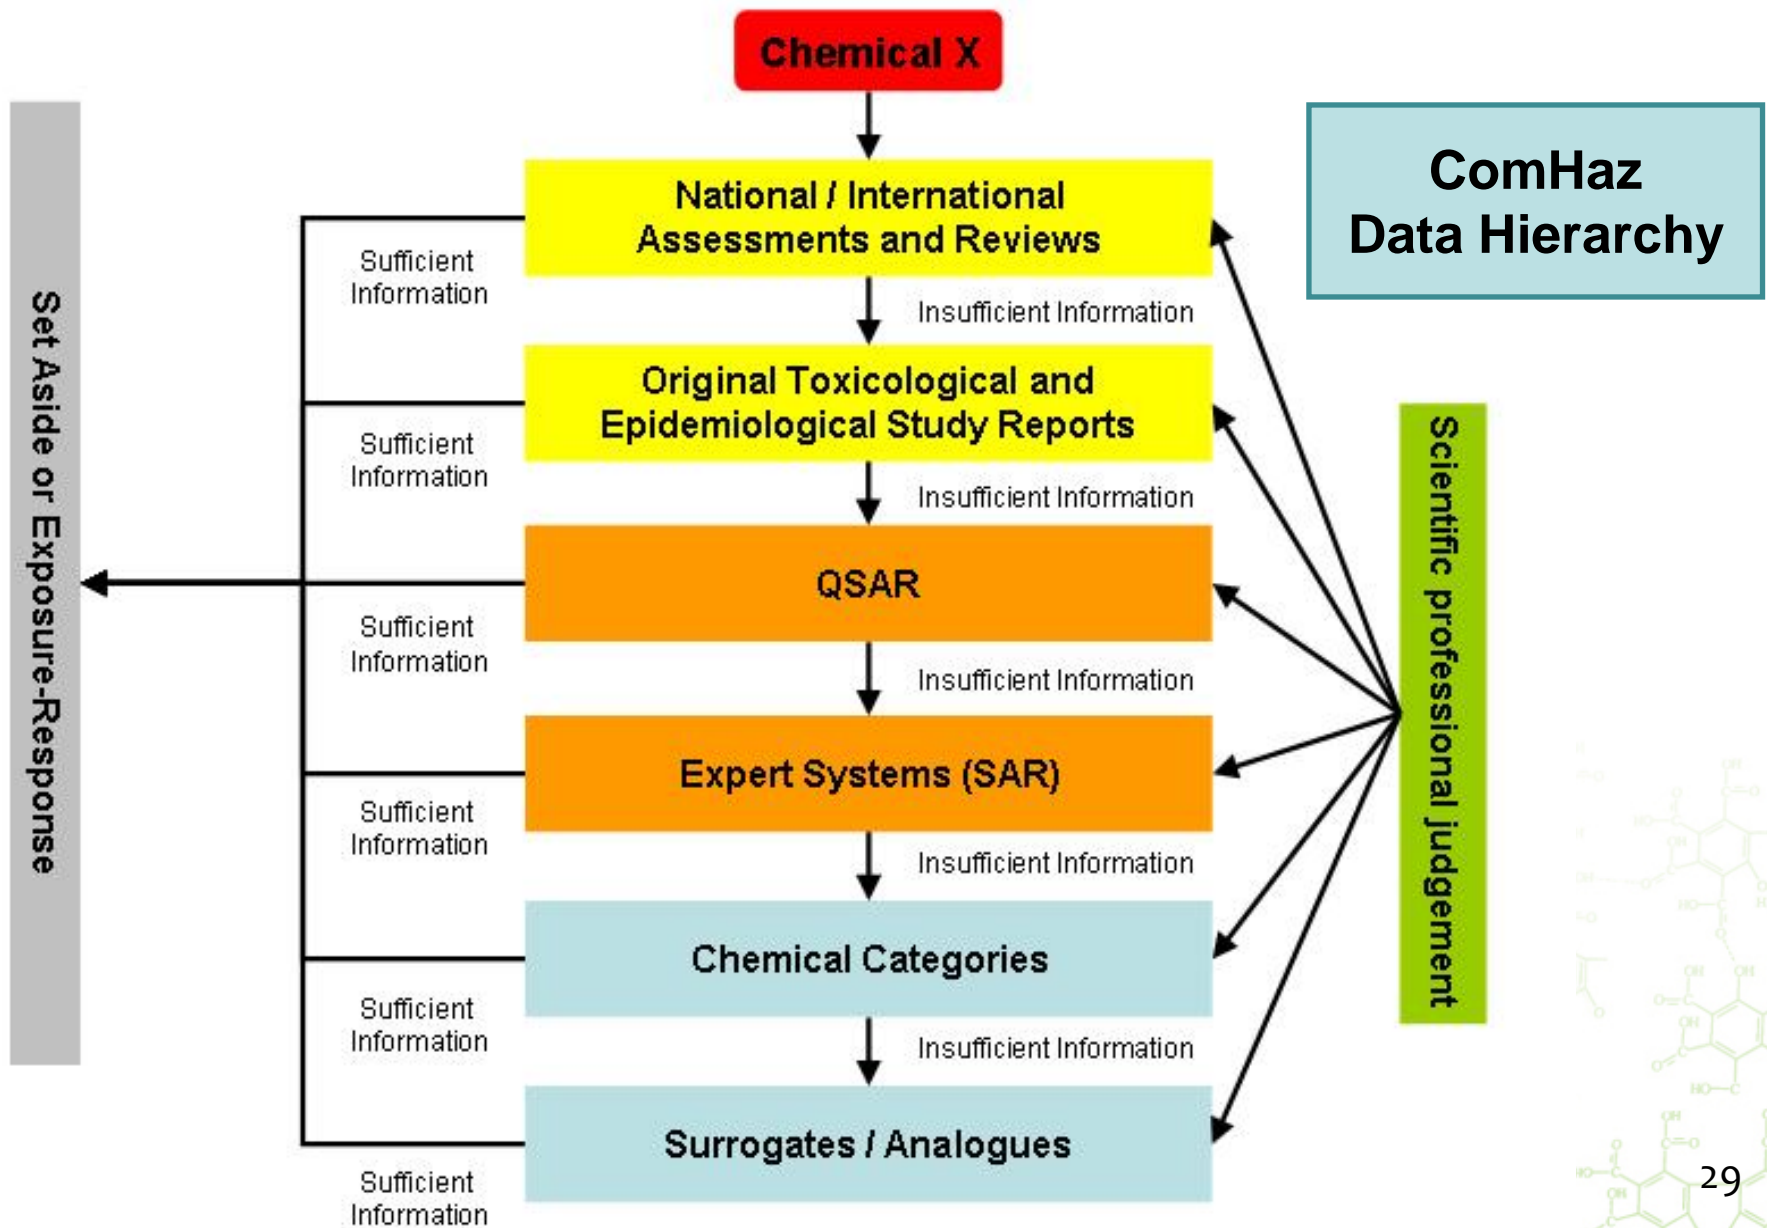 Chemical X
ComHaz
Data Hierarchy
National / International
Assessments and Reviews
Sufficient
Information
Insufficient Information
Original Toxicological and
Epidemiological Study Reports
Sufficient
Information
Insufficient Information
QSAR
Sufficient
Information
Insufficient Information
Expert Systems (SAR)
Sufficient
Information
Insufficient Information
Chemical Categories
Sufficient
Information
Insufficient Information
Surrogates / Analogues
Sufficient
Information
Set Aside or Exposure-Response
Scientific professional judgement
29